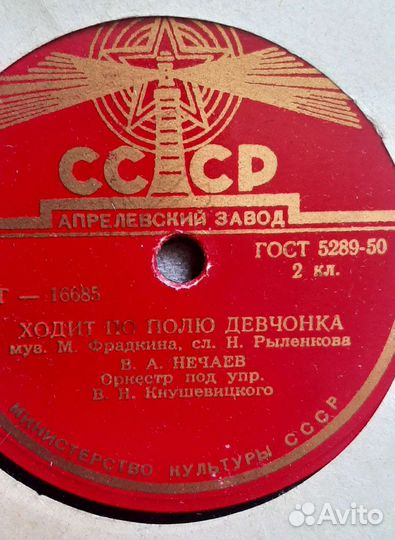 СССР
АПРЕЛЕВСКИЙ ЗАВОД
ГОСТ 5289-50
2 кл.
— 16685
ХОДИТ ПО ПОЛЮ ДЕВЧОНКА
муз. М. Фрадкина, сл. Н. Рыленкова
В. А. НЕЧАЕВ
Оркестр под упр.
В. Н. Кнушевицкого
МИНИСТЕРСТВО КУЛЬТУРЫ СССР
Avito